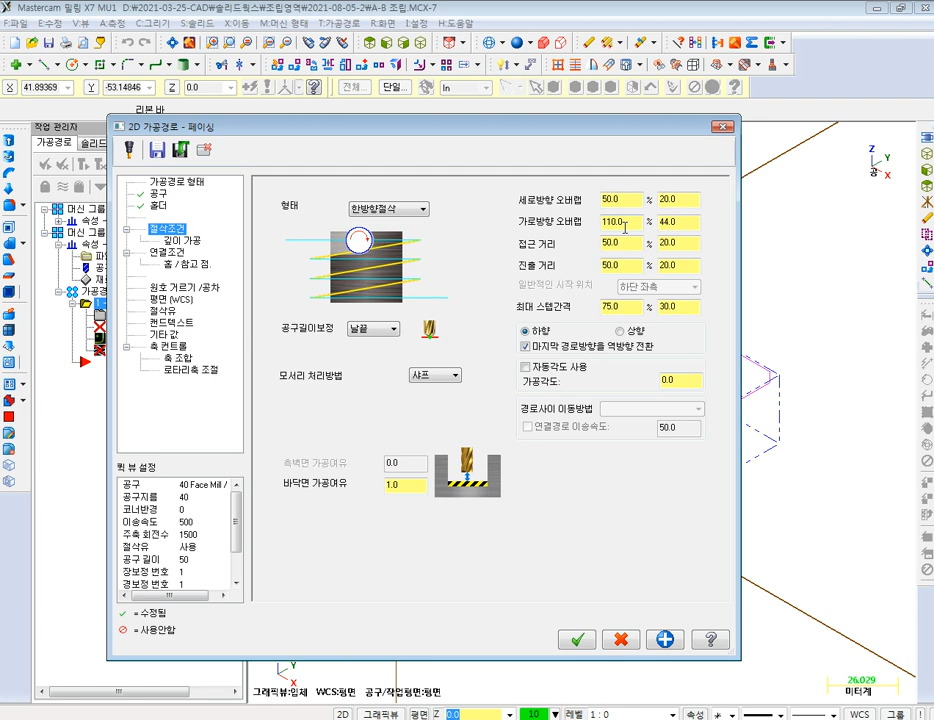 Mastercam 밀링 X7 MU1 D:₩2021-03-25-CAD₩솔리드웍스₩조립영역₩2021-08-05-2₩A-B 조립.MCX-7
F:파일 E:수정 V:뷰 A:측정 C:그리기 S:솔리드 X:이동 M:머신 형태 T:가공경로 R:화면 I:설정 H:도움말
X 41.89369 Y -53.14846 Z 0.0 전체... 단일... In
리본 바
작업 관리자
가공경로 솔리드
머신 그룹
속성
머신 그룹
속성
2D 가공경로 - 페이싱
가공경로 형태
공구
홀더
절삭조건
깊이 가공
연결조건
홈 / 참고 점.
원호 거르기 /공차
평면 (WCS)
절삭유
캔드텍스트
기타 값
축 컨트롤
축 조합
로타리축 조절
퀵 뷰 설정
공구 40 Face Mill /
공구지름 40
코너반경 0
이송속도 500
주축 회전수 1500
절삭유 사용
공구 길이 50
장보정 번호 1
경보정 번호 1
= 수정됨
= 사용안함
형태 한방향절삭
공구길이보정 날끝
모서리 처리방법 샤프
측벽면 가공여유 0.0
바닥면 가공여유 1.0
세로방향 오버랩 50.0 % 20.0
가로방향 오버랩 110.0 % 44.0
접근 거리 50.0 % 20.0
진출 거리 50.0 % 20.0
일반적인 시작 위치 하단 좌측
최대 스텝간격 75.0 % 30.0
하향 상향
마지막 경로방향을 역방향 전환
자동각도 사용
가공각도: 0.0
경로사이 이동방법
연결경로 이송속도: 50.0
Z
Y
X
공
Y
X
그래픽뷰:입체 WCS:평면 공구/작업평면:평면
26.029
미터계
2D 그래픽뷰 평면 Z 0.0 10 레벨 1 : 0 속성 WCS 그룹